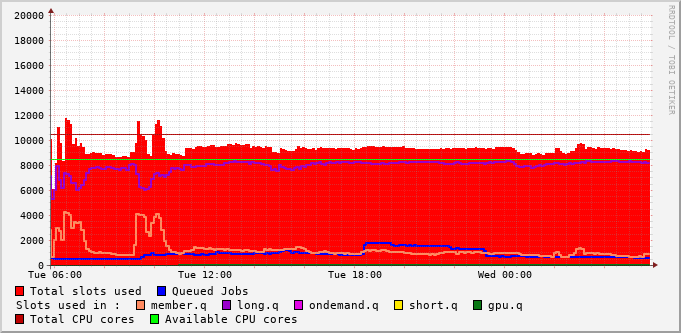 20000
18000
16000
14000
12000
10000
8000
6000
4000
2000
0
Tue 06:00 Tue 12:00 Tue 18:00 Wed 00:00
RRDTOOL / TOBI OETIKER
Total slots used Queued Jobs
Slots used in : member.q long.q ondemand.q short.q gpu.q
Total CPU cores Available CPU cores